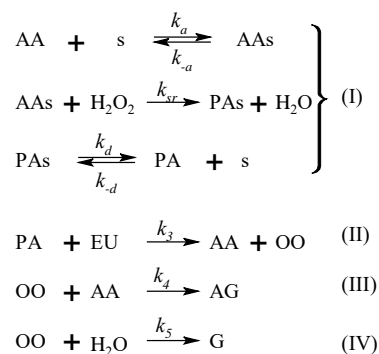 AA + s ⇌ AAs k_a k_-a
AAs + H₂O₂ → PAs + H₂O k_sr (I)
PAs ⇌ PA + s k_d k_-d
PA + EU → AA + OO k_3 (II)
OO + AA → AG k_4 (III)
OO + H₂O → G k_5 (IV)